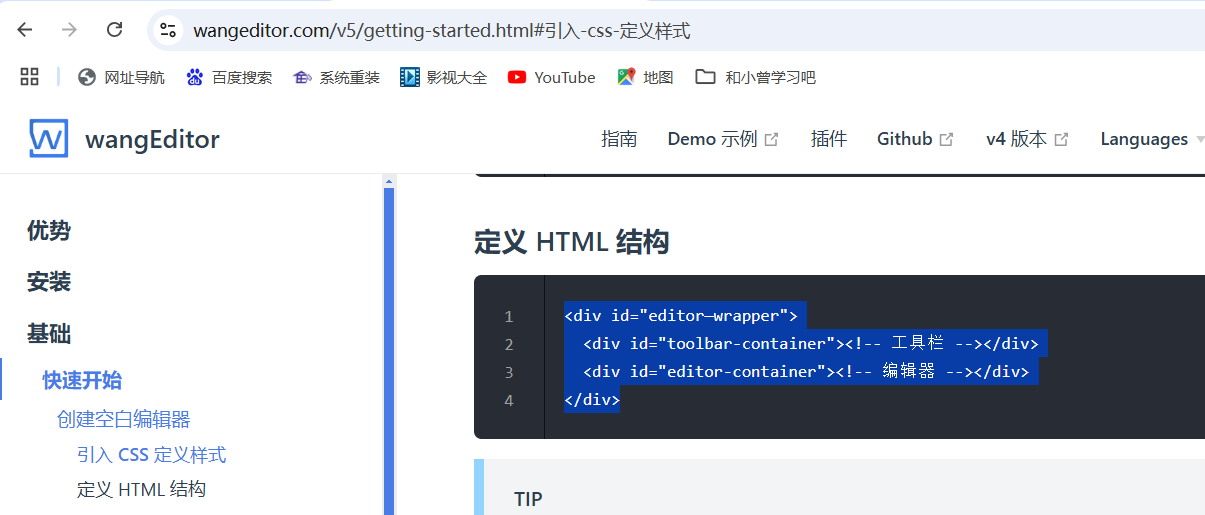 wangeditor.com/v5/getting-started.html#引入-css-定义样式
网址导航 百度搜索 系统重装 影视大全 YouTube 地图 和小曾学习吧
wangEditor 指南 Demo 示例 插件 Github v4 版本 Languages
优势
安装
基础
快速开始
创建空白编辑器
引入 CSS 定义样式
定义 HTML 结构
定义 HTML 结构
1 <div id="editor—wrapper">
2 <div id="toolbar-container"><!-- 工具栏 --></div>
3 <div id="editor-container"><!-- 编辑器 --></div>
4 </div>
TIP